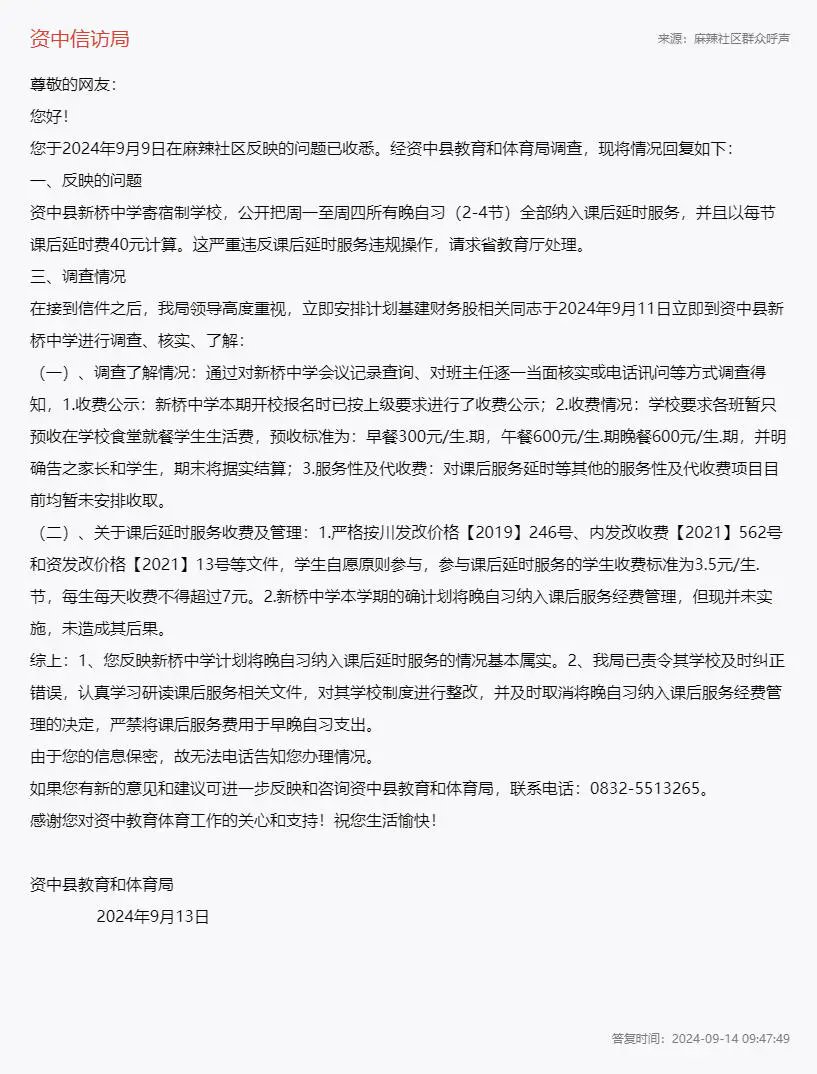 资中信访局
来源：麻辣社区群众呼声
尊敬的网友：
您好！
您于2024年9月9日在麻辣社区反映的问题已收悉。经资中县教育和体育局调查，现将情况回复如下：
一、反映的问题
资中县新桥中学寄宿制学校，公开把周一至周四所有晚自习（2-4节）全部纳入课后延时服务，并且以每节
课后延时费40元计算。这严重违反课后延时服务违规操作，请求省教育厅处理。
三、调查情况
在接到信件之后，我局领导高度重视，立即安排计划基建财务股相关同志于2024年9月11日立即到资中县新
桥中学进行调查、核实、了解：
（一）、调查了解情况：通过对新桥中学会议记录查询、对班主任逐一当面核实或电话讯问等方式调查得
知，1.收费公示：新桥中学本期开校报名时已按上级要求进行了收费公示；2.收费情况：学校要求各班暂只
预收在学校食堂就餐学生生活费，预收标准为：早餐300元/生.期，午餐600元/生.期晚餐600元/生.期，并明
确告之家长和学生，期末将据实结算；3.服务性及代收费：对课后服务延时等其他的服务性及代收费项目目
前均暂未安排收取。
（二）、关于课后延时服务收费及管理：1.严格按川发改价格【2019】246号、内发改收费【2021】562号
和资发改价格【2021】13号等文件，学生自愿原则参与，参与课后延时服务的学生收费标准为3.5元/生.
节，每生每天收费不得超过7元。2.新桥中学本学期的确计划将晚自习纳入课后服务经费管理，但现并未实
施，未造成其后果。
综上：1、您反映新桥中学计划将晚自习纳入课后延时服务的情况基本属实。2、我局已责令其学校及时纠正
错误，认真学习研读课后服务相关文件，对其学校制度进行整改，并及时取消将晚自习纳入课后服务经费管
理的决定，严禁将课后服务费用于早晚自习支出。
由于您的信息保密，故无法电话告知您办理情况。
如果您有新的意见和建议可进一步反映和咨询资中县教育和体育局，联系电话：0832-5513265。
感谢您对资中教育体育工作的关心和支持！祝您生活愉快！
资中县教育和体育局
2024年9月13日
答复时间：2024-09-14 09:47:49